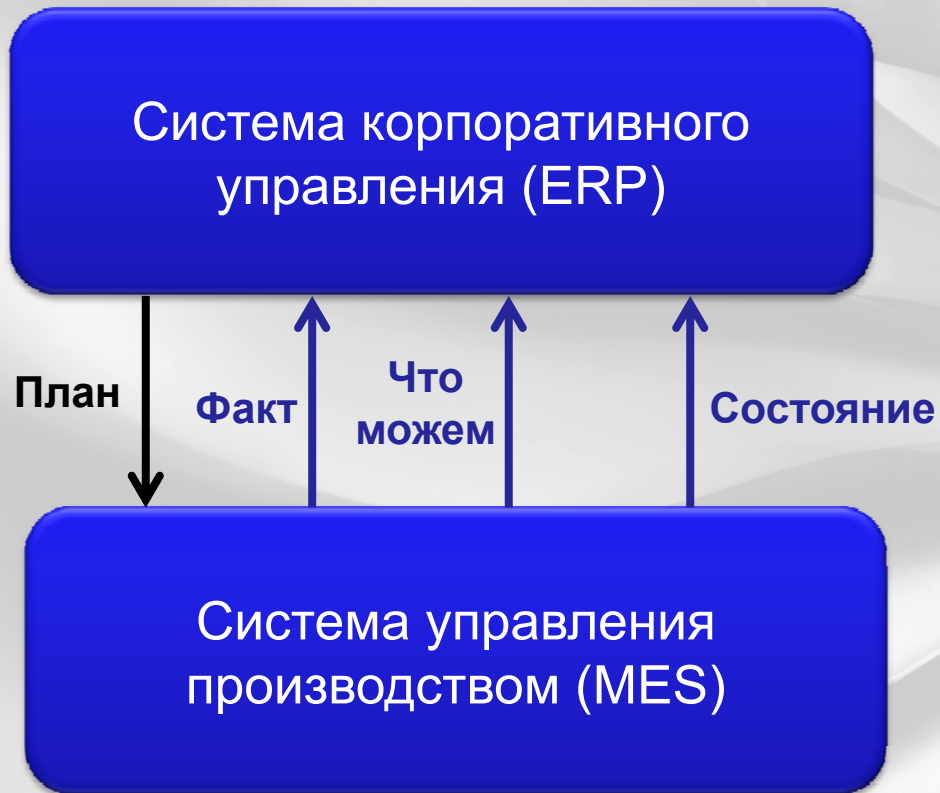 Система корпоративного
управления (ERP)
План
Факт
Что
можем
Состояние
Система управления
производством (MES)